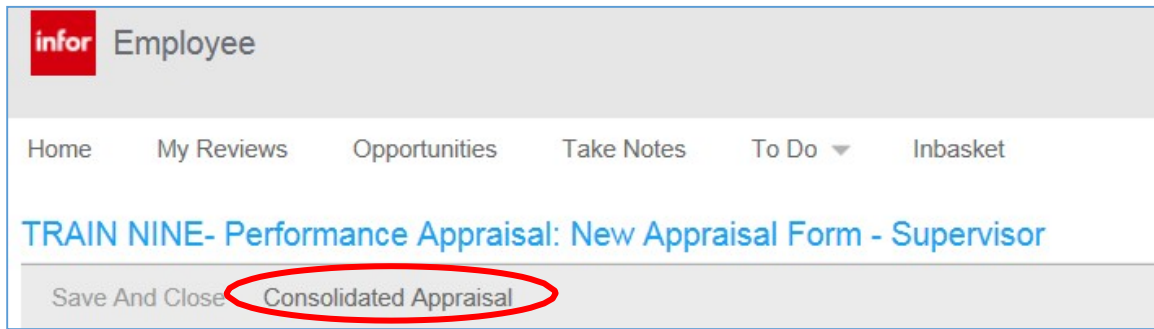 infor Employee
Home My Reviews Opportunities Take Notes To Do Inbasket
TRAIN NINE- Performance Appraisal: New Appraisal Form - Supervisor
Save And Close Consolidated Appraisal